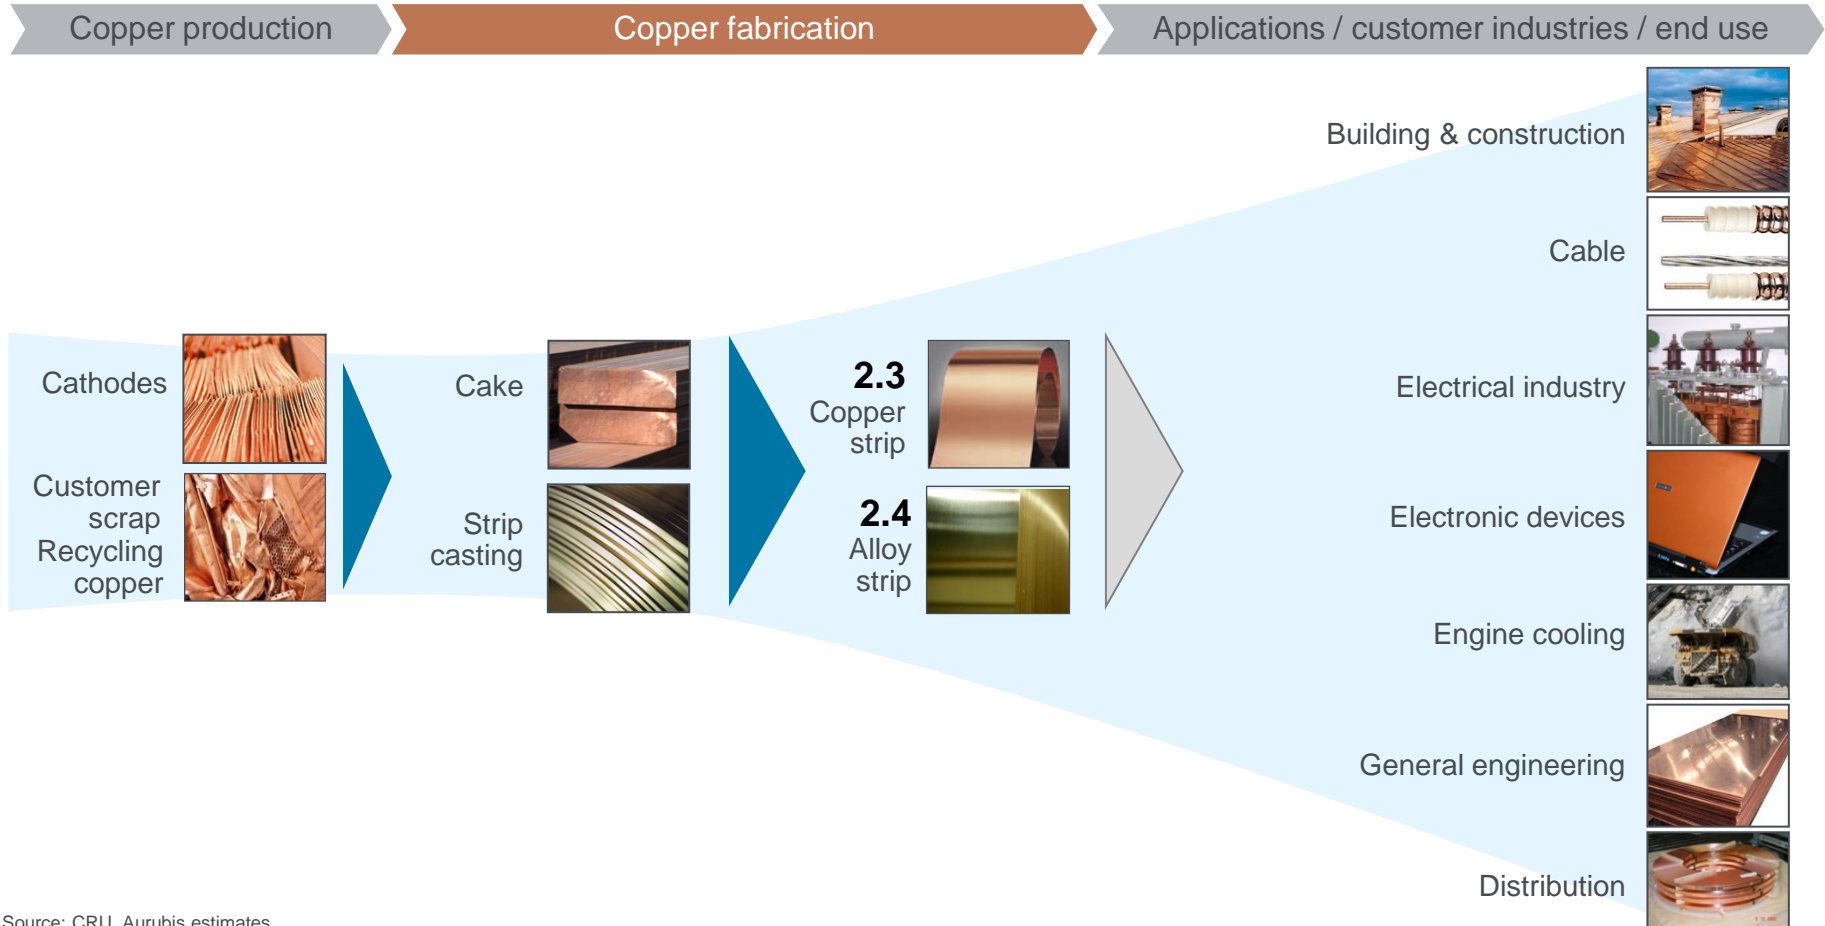 Copper production
Copper fabrication
Applications / customer industries / end use
Building & construction
Cable
Cathodes
Customer
scrap
Recycling
copper
Cake
Strip
casting
2.3
Copper
strip
2.4
Alloy
strip
Electrical industry
Electronic devices
Engine cooling
General engineering
Distribution
Source: CRU, Aurubis estimates